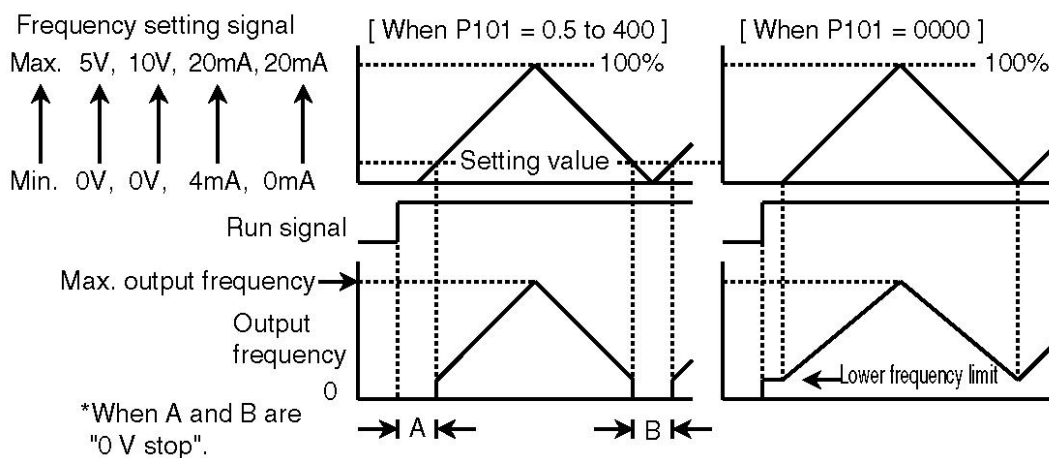 Frequency setting signal
Max. 5V, 10V, 20mA, 20mA
Min. 0V, 0V, 4mA, 0mA
[ When P101 = 0.5 to 400 ]
[ When P101 = 0000 ]
100%
100%
Setting value
Run signal
Max. output frequency
Output
frequency
0
Lower frequency limit
A
B
*When A and B are
"0 V stop".